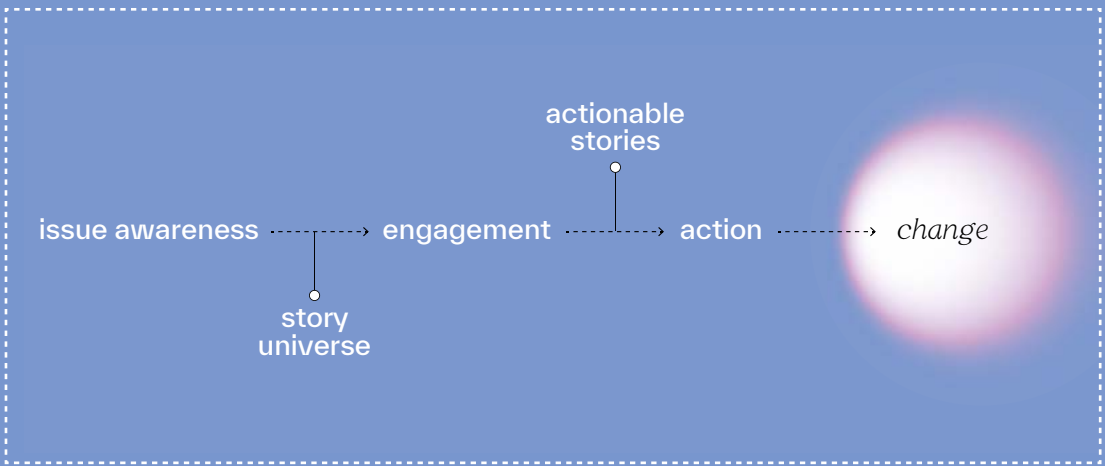 actionable
stories
issue awareness
engagement
action
change
story
universe